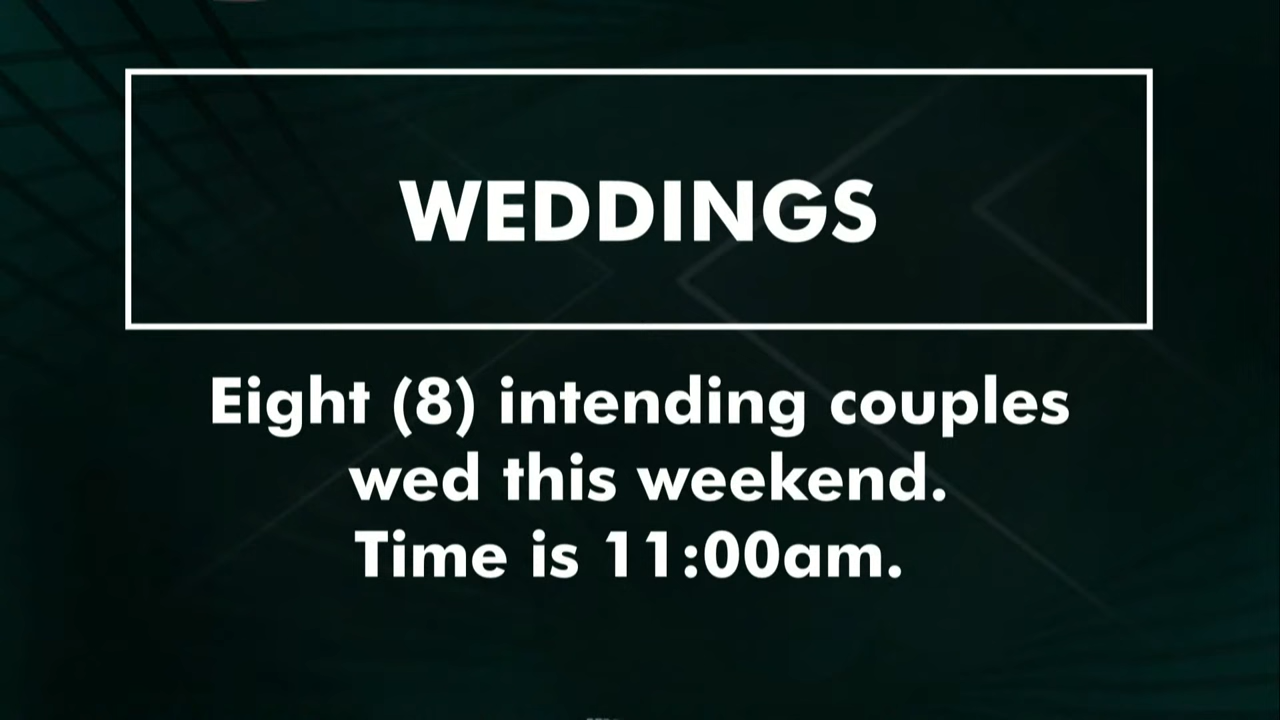 WEDDINGS
Eight (8) intending couples
wed this weekend.
Time is 11:00am.